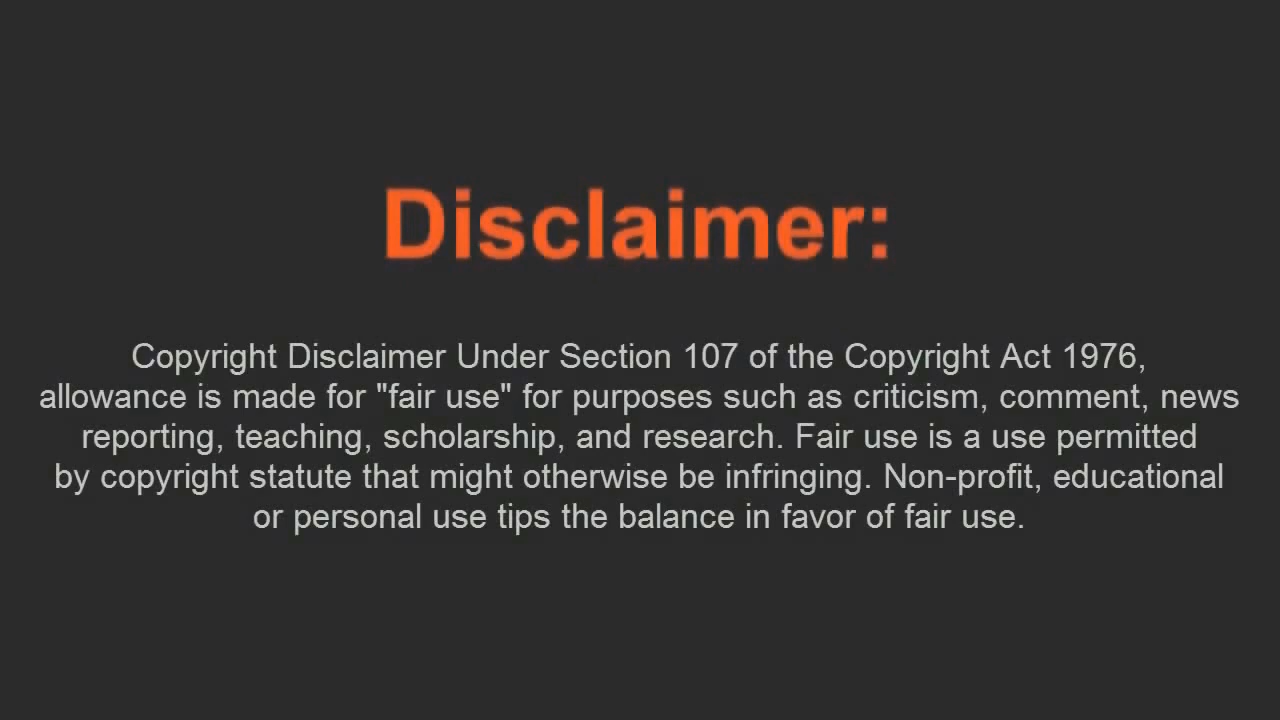 Disclaimer:
Copyright Disclaimer Under Section 107 of the Copyright Act 1976,
allowance is made for "fair use" for purposes such as criticism, comment, news
reporting, teaching, scholarship, and research. Fair use is a use permitted
by copyright statute that might otherwise be infringing. Non-profit, educational
or personal use tips the balance in favor of fair use.